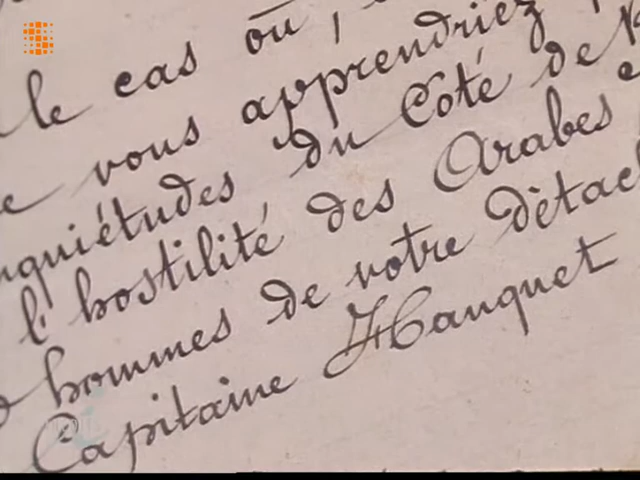 le cas où,
vous apprendriez
inquiétudes du Côté de
l'hostilité des Arabes
hommes de votre détac
Capitaine Hanquet